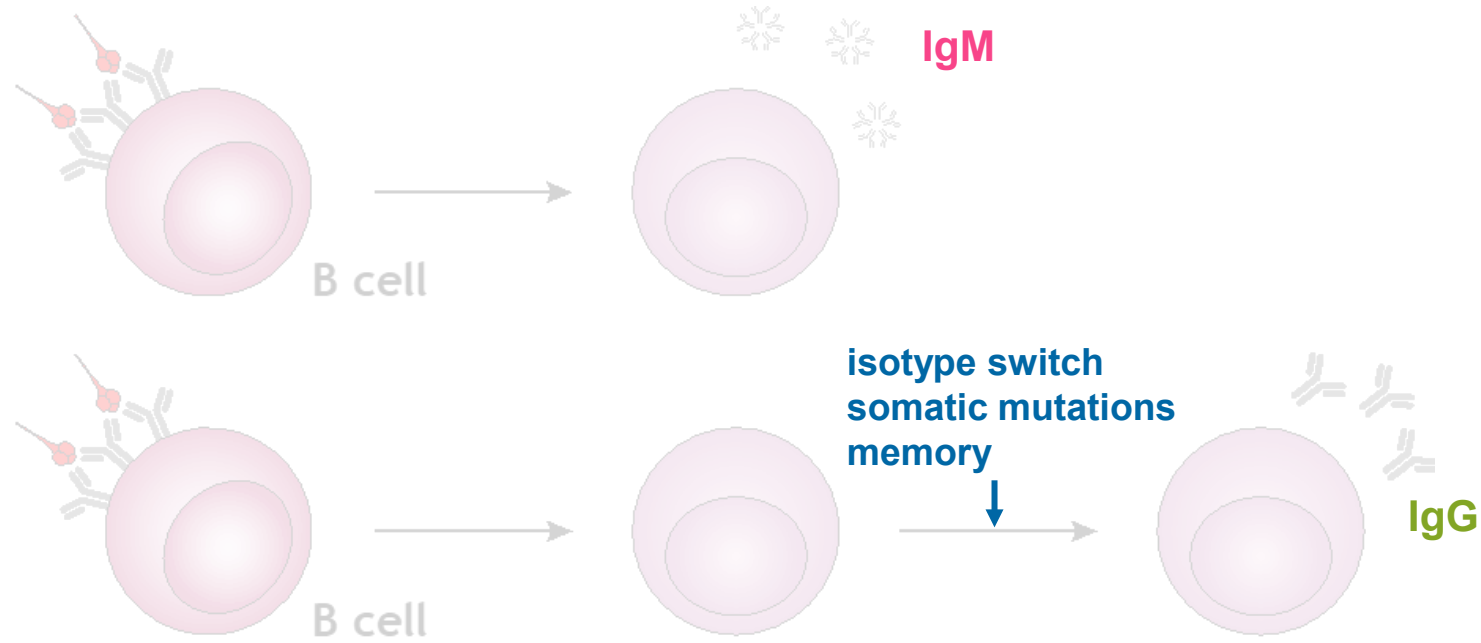 IgM
B cell
isotype switch
somatic mutations
memory
IgG
B cell